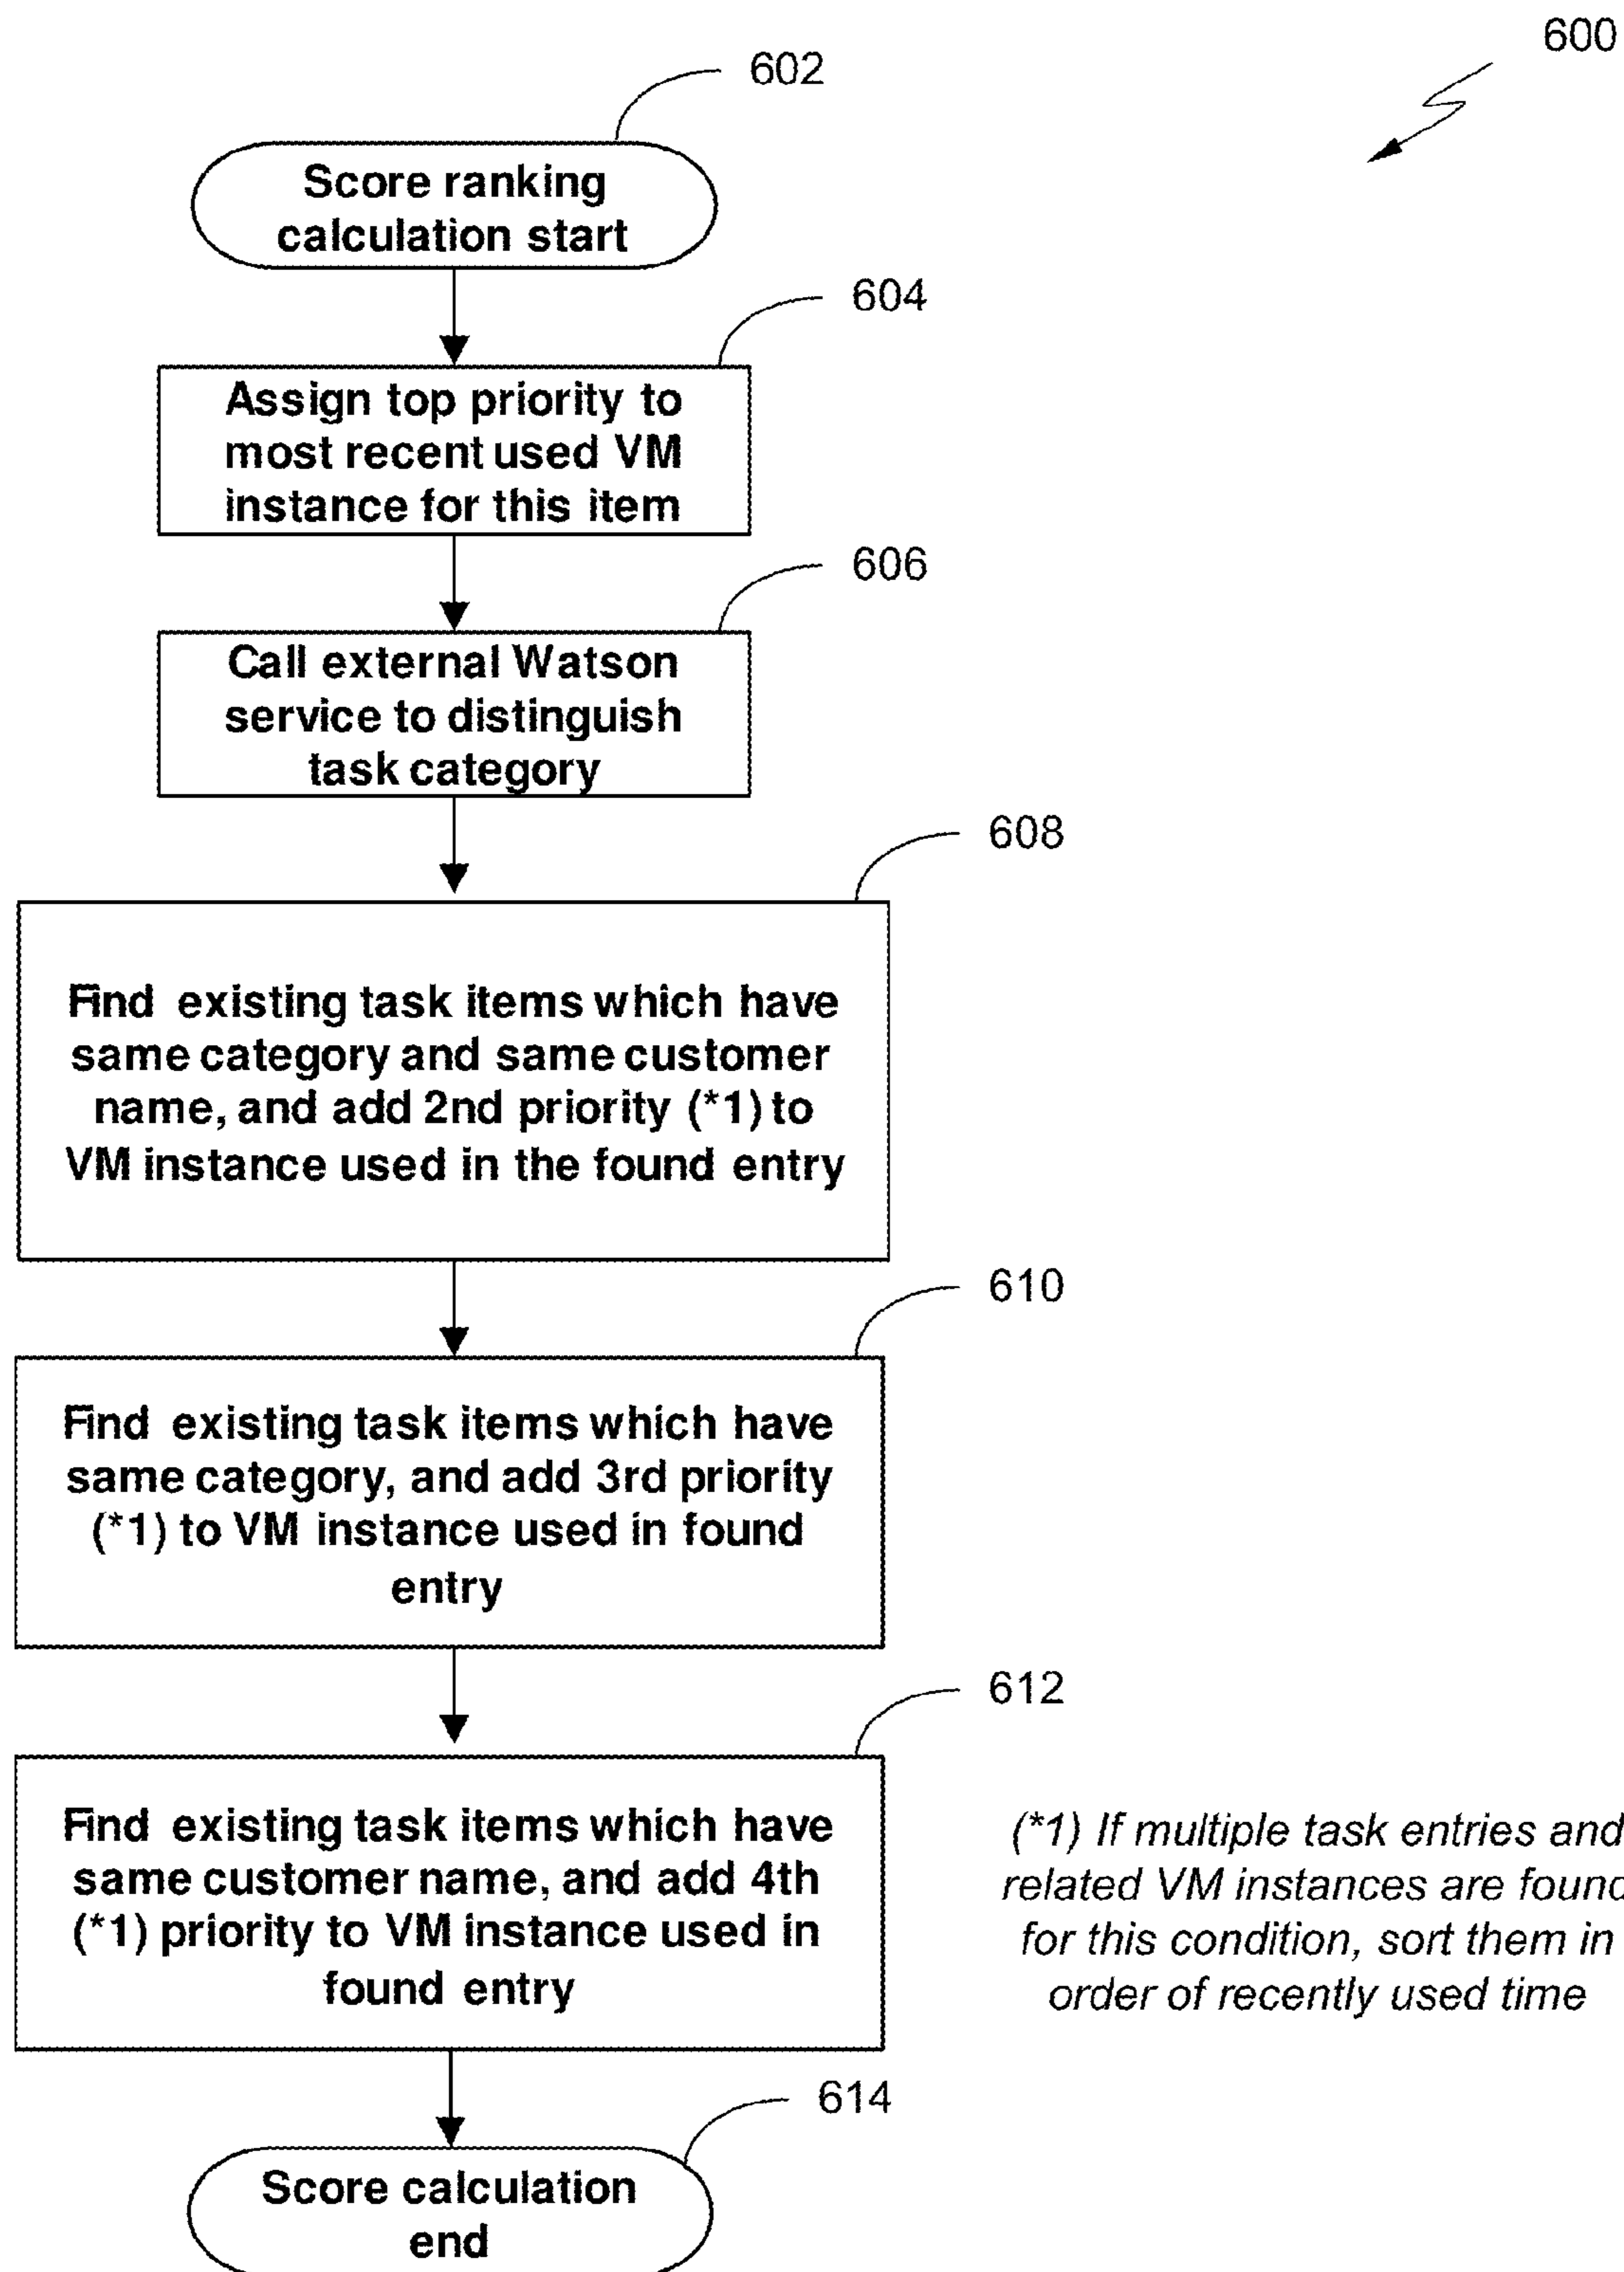 600
602
Score ranking
calculation start
604
Assign top priority to
most recent used VM
instance for this item
606
Call external Watson
service to distinguish
task category
608
Find existing task items which have
same category and same customer
name, and add 2nd priority (*1) to
VM instance used in the found entry
610
Find existing task items which have
same category, and add 3rd priority
(*1) to VM instance used in found
entry
612
Find existing task items which have
same customer name, and add 4th
(*1) priority to VM instance used in
found entry
(*1) If multiple task entries and
related VM instances are found
for this condition, sort them in
order of recently used time
614
Score calculation
end